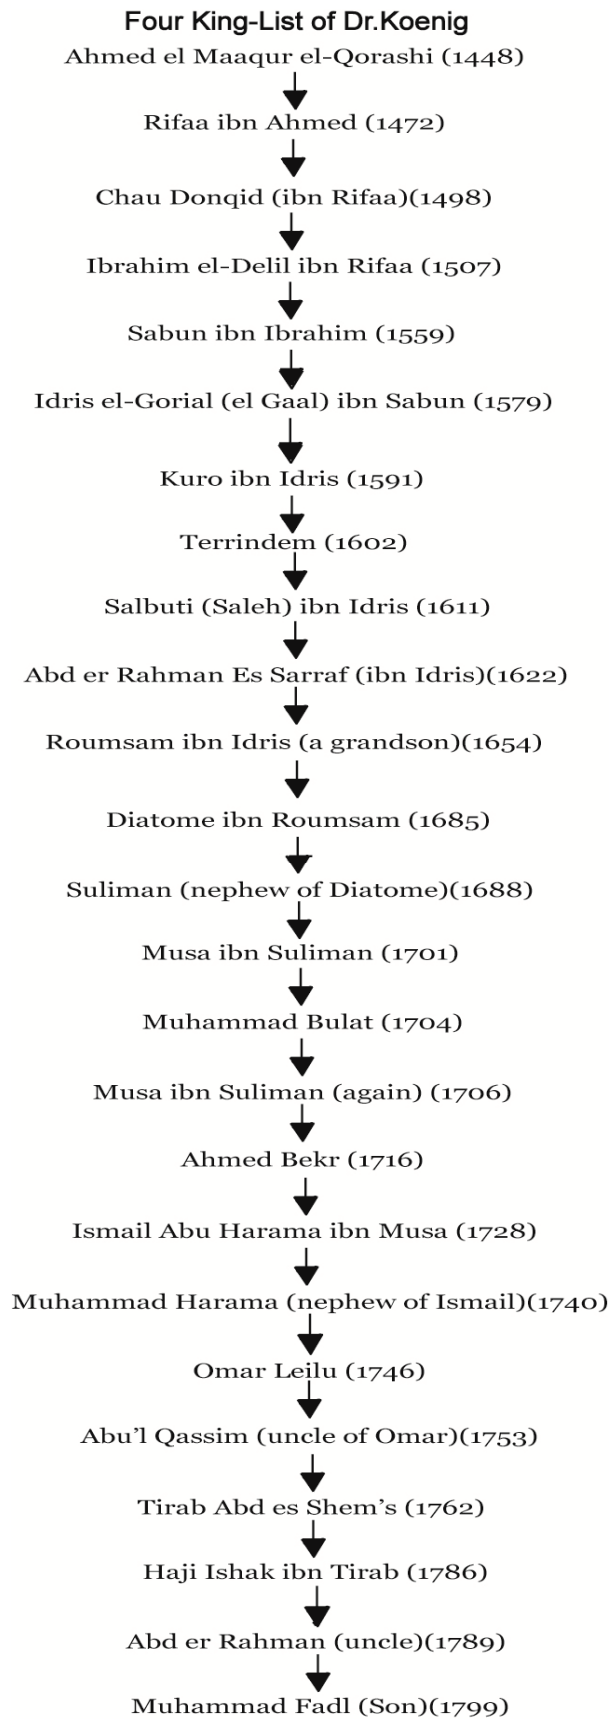 Four King-List of Dr.Koenig
Ahmed el Maaqur el-Qorashi (1448)
Rifaa ibn Ahmed (1472)
Chau Donqid (ibn Rifaa)(1498)
Ibrahim el-Delil ibn Rifaa (1507)
Sabun ibn Ibrahim (1559)
Idris el-Gorial (el Gaal) ibn Sabun (1579)
Kuro ibn Idris (1591)
Terrindem (1602)
Salbuti (Saleh) ibn Idris (1611)
Abd er Rahman Es Sarraf (ibn Idris)(1622)
Roumsam ibn Idris (a grandson)(1654)
Diatome ibn Roumsam (1685)
Suliman (nephew of Diatome)(1688)
Musa ibn Suliman (1701)
Muhammad Bulat (1704)
Musa ibn Suliman (again) (1706)
Ahmed Bekr (1716)
Ismail Abu Harama ibn Musa (1728)
Muhammad Harama (nephew of Ismail)(1740)
Omar Leilu (1746)
Abu'l Qassim (uncle of Omar)(1753)
Tirab Abd es Shem's (1762)
Haji Ishak ibn Tirab (1786)
Abd er Rahman (uncle)(1789)
Muhammad Fadl (Son)(1799)